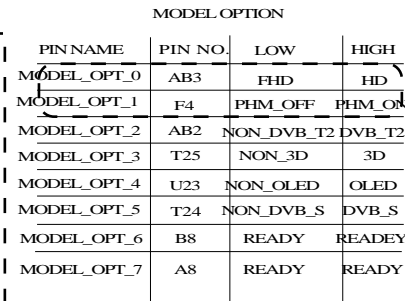 MODEL OPTION
PIN NAME PIN NO. LOW HIGH
MODEL_OPT_0 AB3 FHD HD
MODEL_OPT_1 F4 PHM_OFF PHM_ON
MODEL_OPT_2 AB2 NON_DVB_T2 DVB_T2
MODEL_OPT_3 T25 NON_3D 3D
MODEL_OPT_4 U23 NON_OLED OLED
MODEL_OPT_5 T24 NON_DVB_S DVB_S
MODEL_OPT_6 B8 READY READEY
MODEL_OPT_7 A8 READY READY